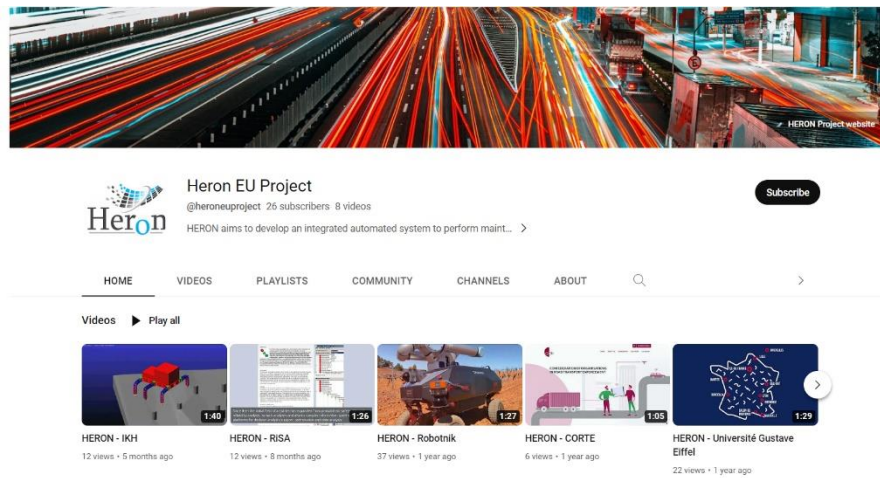 HERON Project website
Heron EU Project
@heroneuproject 26 subscribers 8 videos
Subscribe
Heron
HERON aims to develop an integrated automated system to perform maint...
HOME VIDEOS PLAYLISTS COMMUNITY CHANNELS ABOUT
Videos Play all
1:40 1:26 1:27 1:05 1:29
HERON - IKH
12 views • 5 months ago
HERON - RISA
12 views • 8 months ago
HERON - Robotnik
37 views • 1 year ago
HERON - CORTE
6 views • 1 year ago
HERON - Université Gustave
Eiffel
22 views • 1 year ago